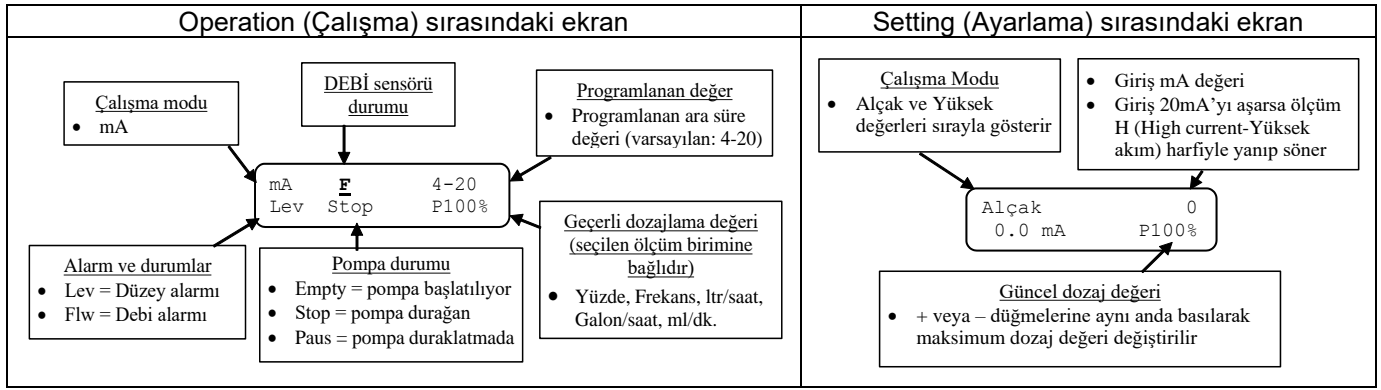 Operation (Çalışma) sırasındaki ekran
DEBİ sensörü
durumu
Çalışma modu
• mA
Programlanan değer
• Programlanan ara süre
değeri (varsayılan: 4-20)
mA F 4-20
Lev Stop P100%
Alarm ve durumlar
• Lev = Düzey alarmı
• Flw = Debi alarmı
Pompa durumu
• Empty = pompa başlatılıyor
• Stop = pompa durağan
• Paus = pompa duraklatmada
Geçerli dozajlama değeri
(seçilen ölçüm birimine
bağlıdır)
• Yüzde, Frekans, ltr/saat,
Galon/saat, ml/dk.
Setting (Ayarlama) sırasındaki ekran
Çalışma Modu
• Alçak ve Yüksek
değerleri sırayla gösterir
• Giriş mA değeri
• Giriş 20mA’yı aşarsa ölçüm
H (High current-Yüksek
akım) harfiyle yanıp söner
Alçak 0
0.0 mA P100%
Güncel dozaj değeri
• + veya – düğmelerine aynı anda basılarak
maksimum dozaj değeri değiştirilir